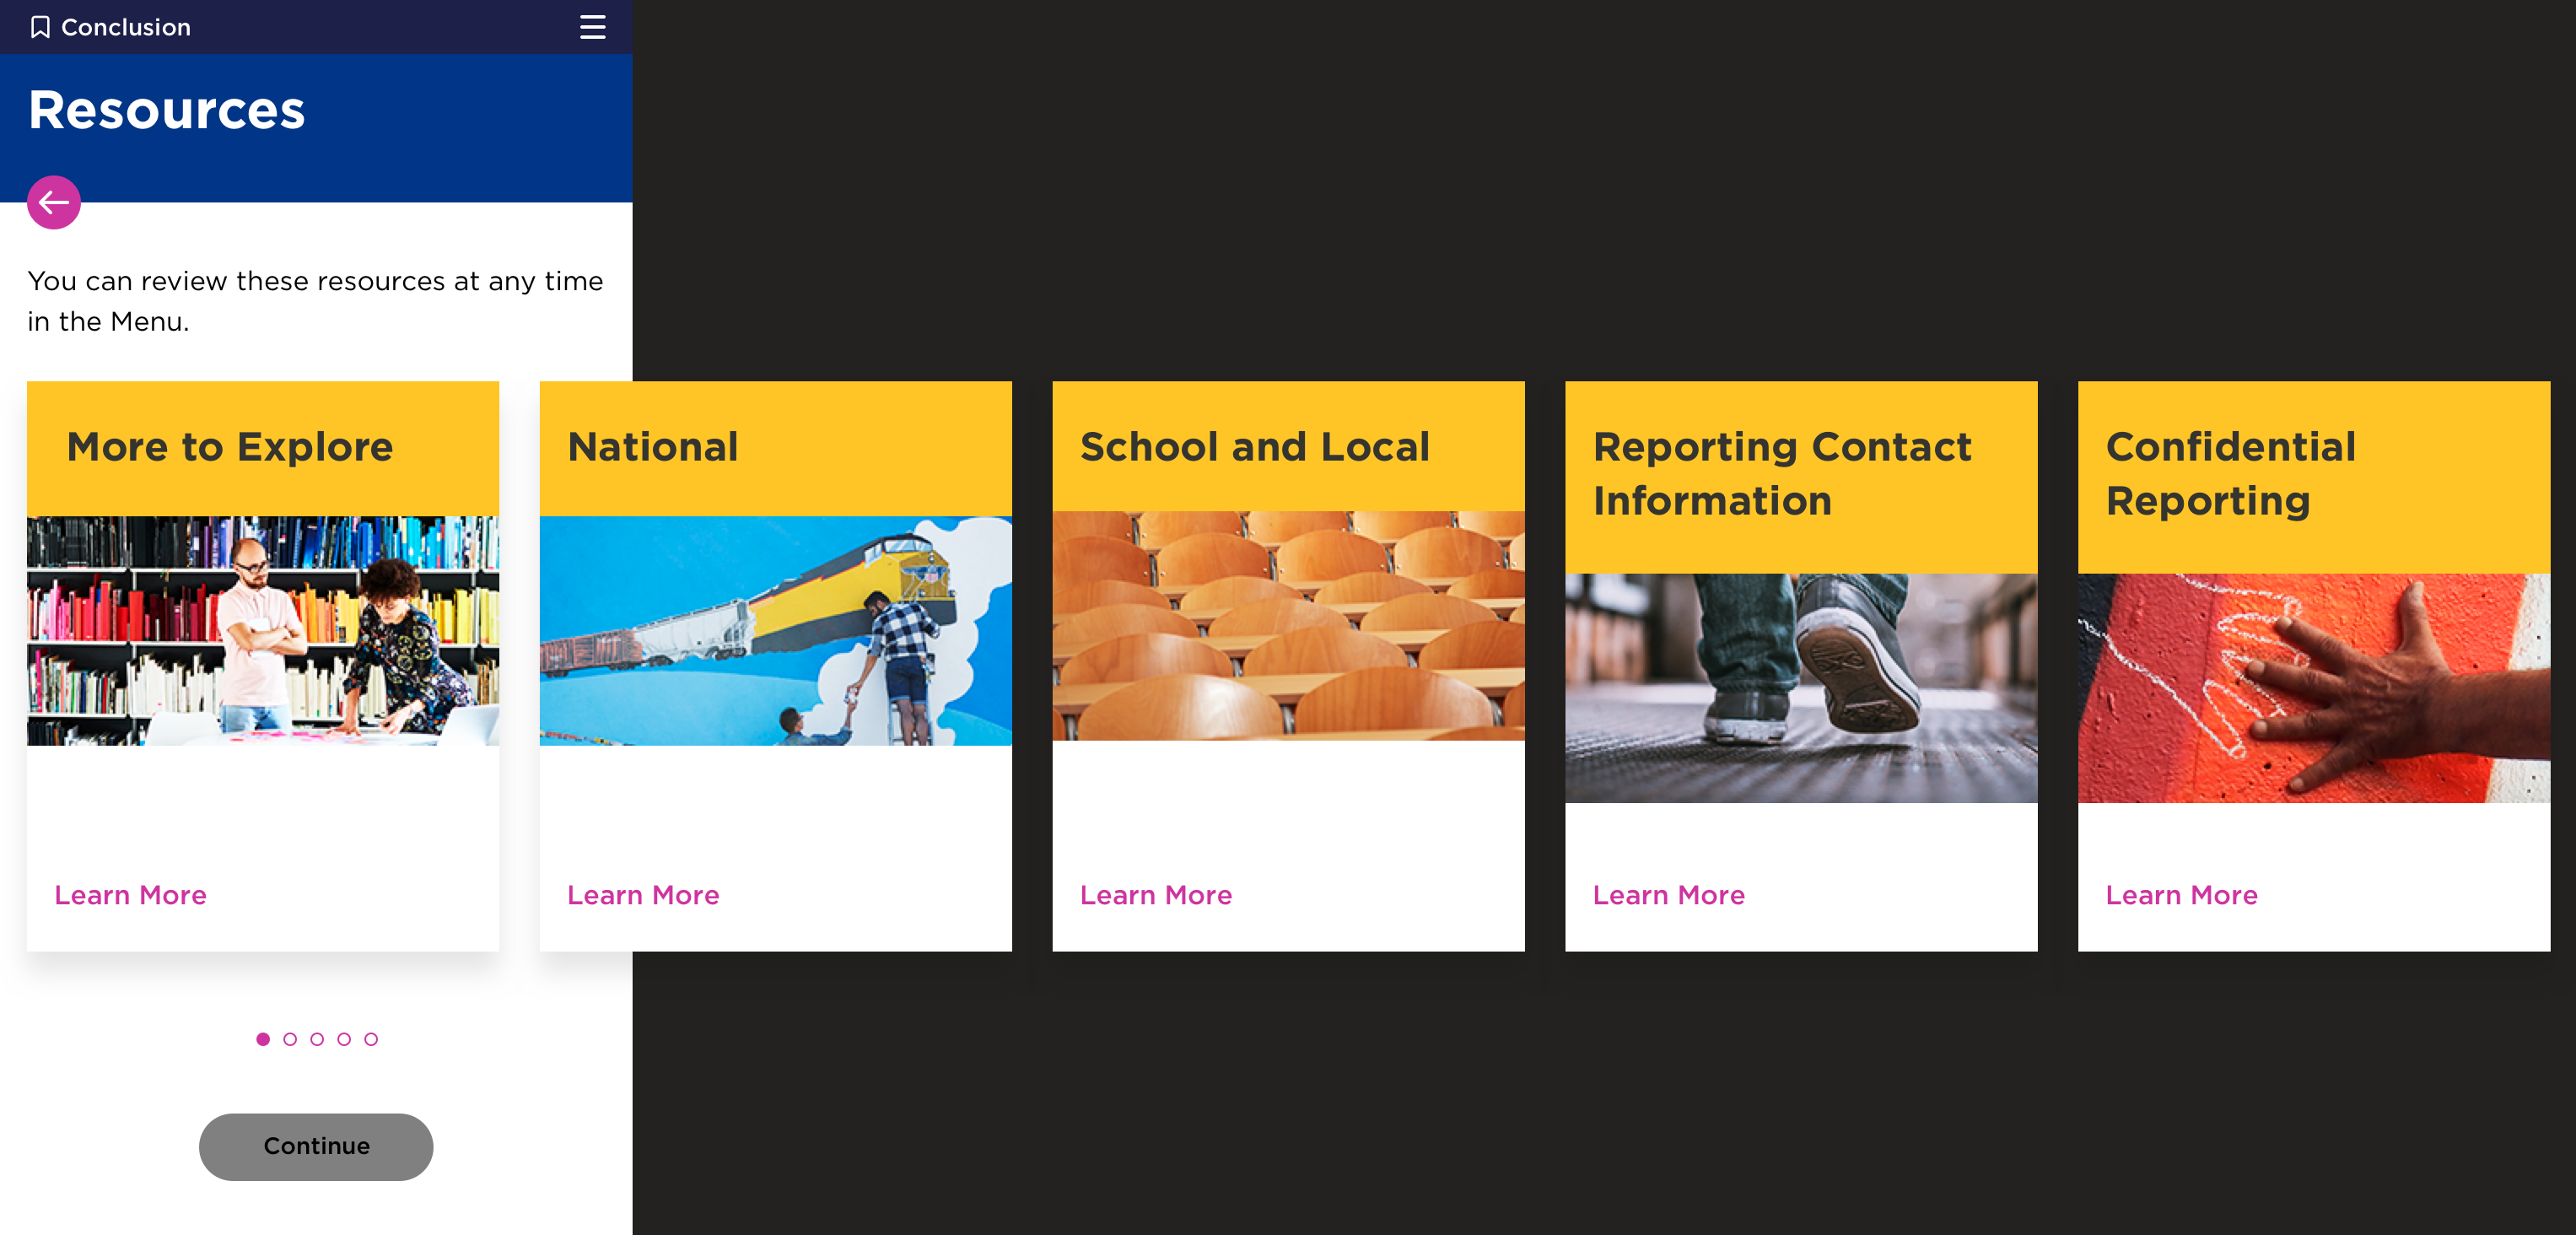 Conclusion
Resources
You can review these resources at any time
in the Menu.
More to Explore
Learn More
National
Learn More
School and Local
Learn More
Reporting Contact
Information
Learn More
Confidential
Reporting
Learn More
Continue